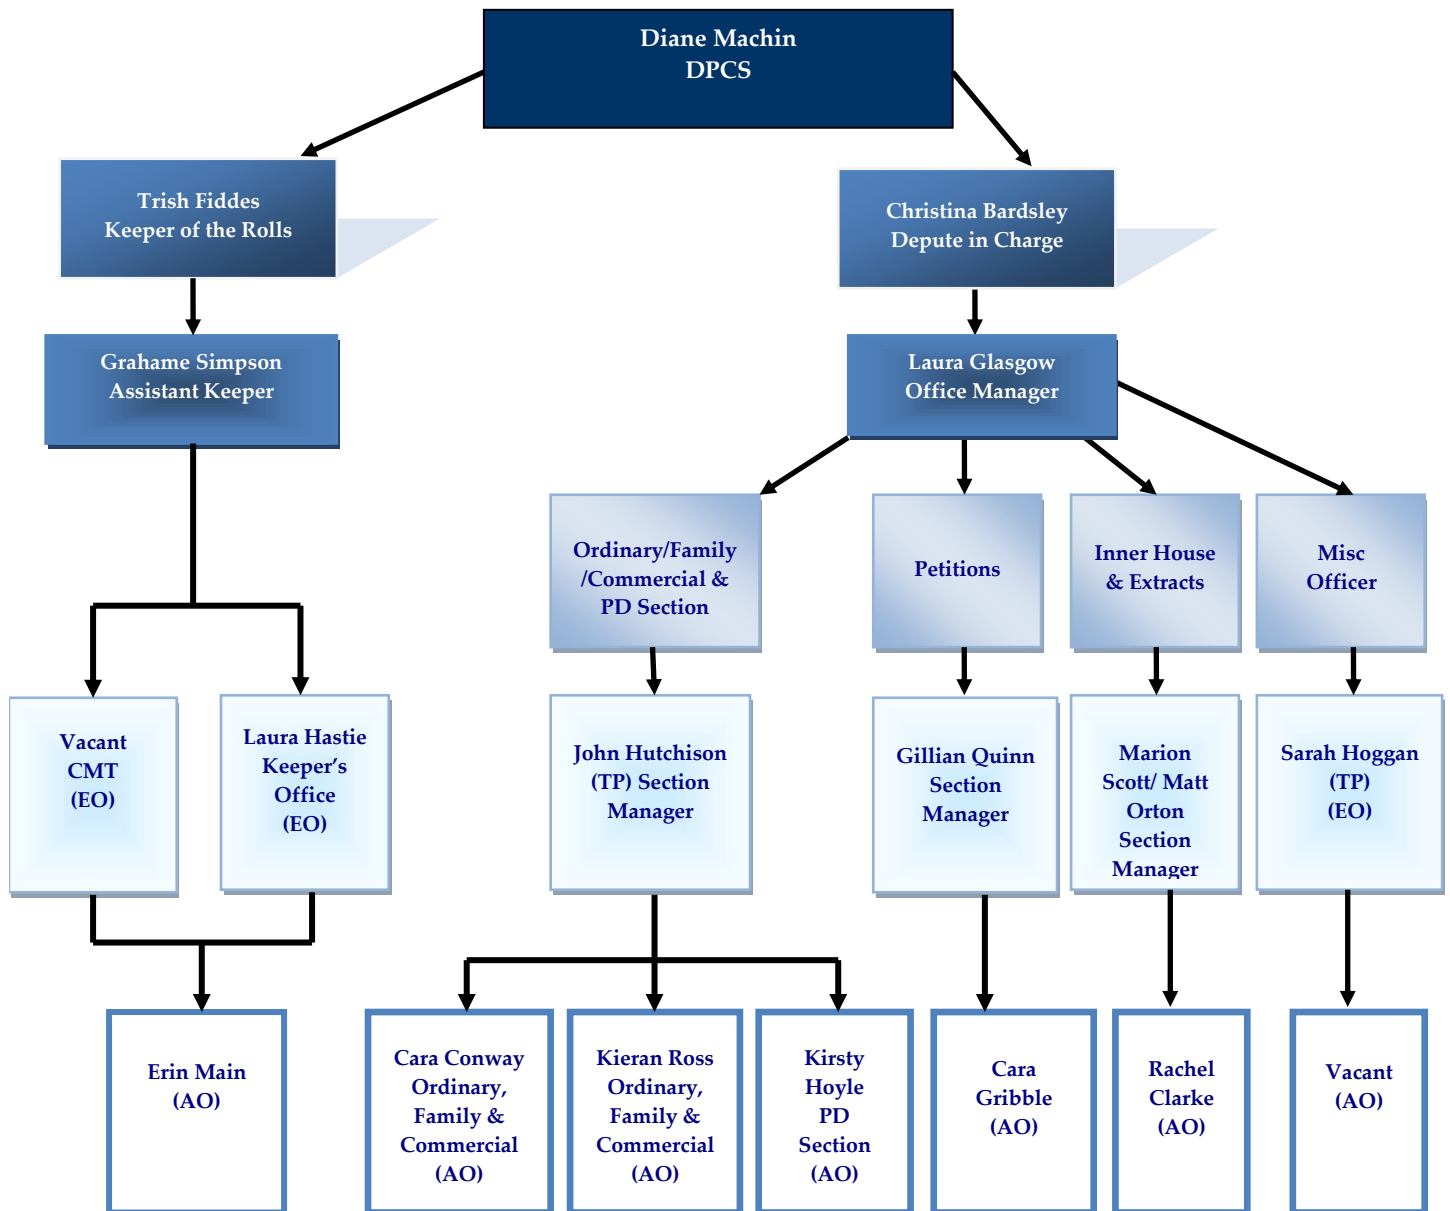 Diane Machin
DPCS
Trish Fiddes
Keeper of the Rolls
Christina Bardsley
Depute in Charge
Grahame Simpson
Assistant Keeper
Laura Glasgow
Office Manager
Ordinary/Family
/Commercial &
PD Section
Petitions
Inner House
& Extracts
Misc
Officer
Vacant
CMT
(EO)
Laura Hastie
Keeper’s
Office
(EO)
John Hutchison
(TP) Section
Manager
Gillian Quinn
Section
Manager
Marion
Scott/ Matt
Orton
Section
Manager
Sarah Hoggan
(TP)
(EO)
Erin Main
(AO)
Cara Conway
Ordinary,
Family &
Commercial
(AO)
Kieran Ross
Ordinary,
Family &
Commercial
(AO)
Kirsty
Hoyle
PD
Section
(AO)
Cara
Gribble
(AO)
Rachel
Clarke
(AO)
Vacant
(AO)